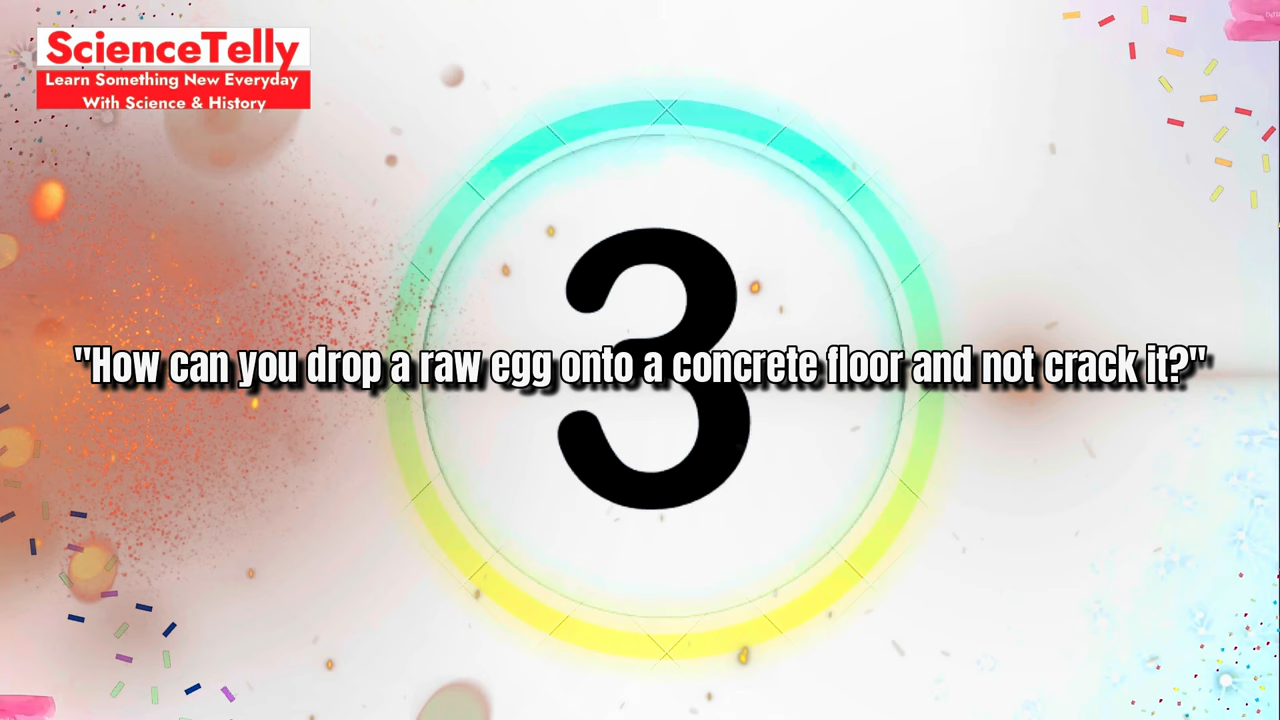 ScienceTelly
Learn Something New Everyday
With Science & History
3
"How can you drop a raw egg onto a concrete floor and not crack it?"